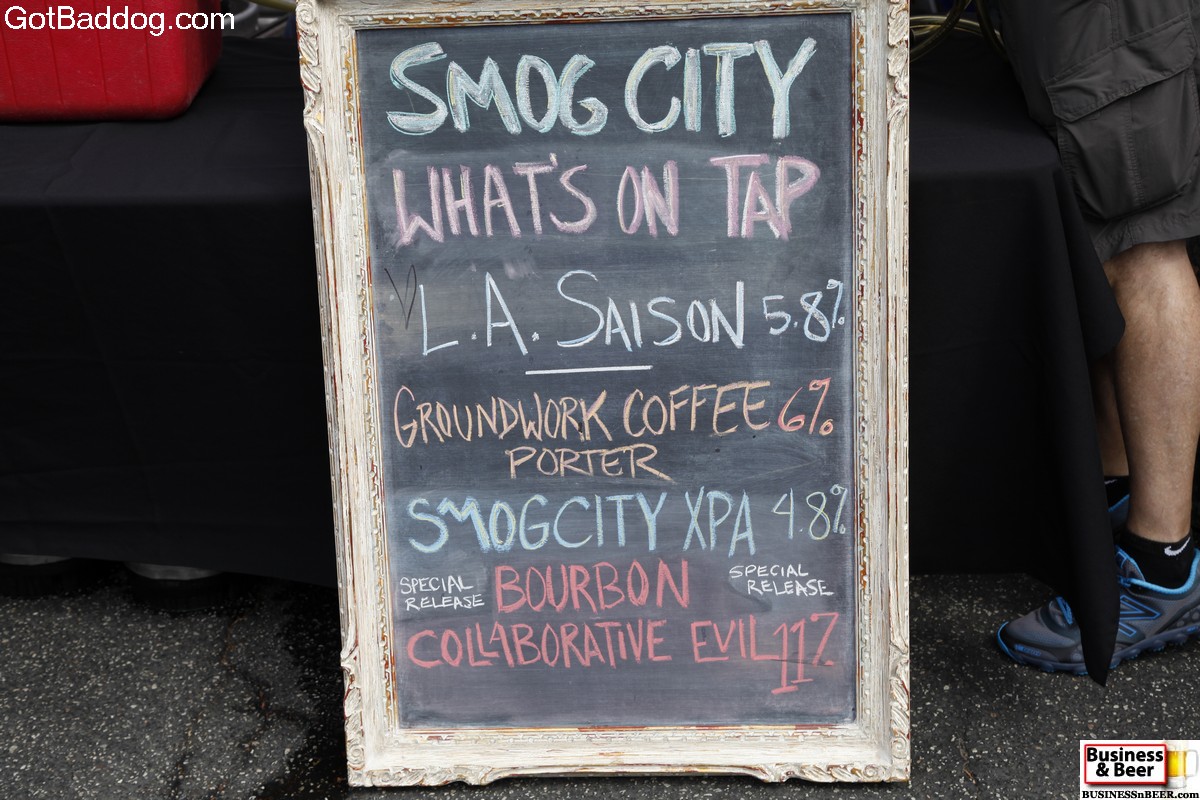 GotBaddog.com
SMOG CITY
WHAT'S ON TAP
L.A. SAISON 5.8%
GROUNDWORK COFFEE 6%
PORTER
SMOGCITY XPA 4.8%
SPECIAL RELEASE BOURBON SPECIAL RELEASE
COLLABORATIVE EVIL 11%
Business
& Beer
BUSINESSnBEER.com